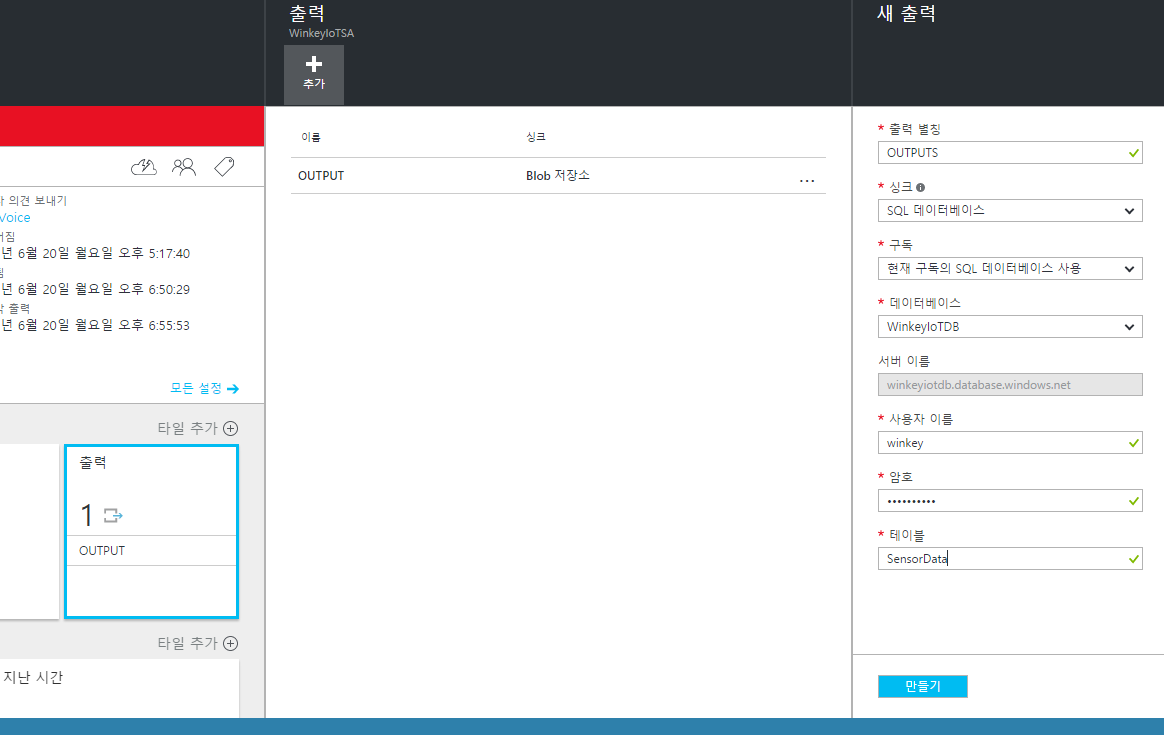 출력
WinkeyIoTSA
추가
이름
싱크
OUTPUT
Blob 저장소
...
의견 보내기
Voice
년 6월 20일 월요일 오후 5:17:40
년 6월 20일 월요일 오후 6:50:29
출력
년 6월 20일 월요일 오후 6:55:53
모든 설정
타일 추가
출력
1
OUTPUT
타일 추가
지난 시간
새 출력
* 출력 별칭
OUTPUTS
* 싱크
SQL 데이터베이스
* 구독
현재 구독의 SQL 데이터베이스 사용
* 데이터베이스
WinkeyIoTDB
서버 이름
winkeyiotdb.database.windows.net
* 사용자 이름
winkey
* 암호
••••••••••
* 테이블
SensorData
만들기